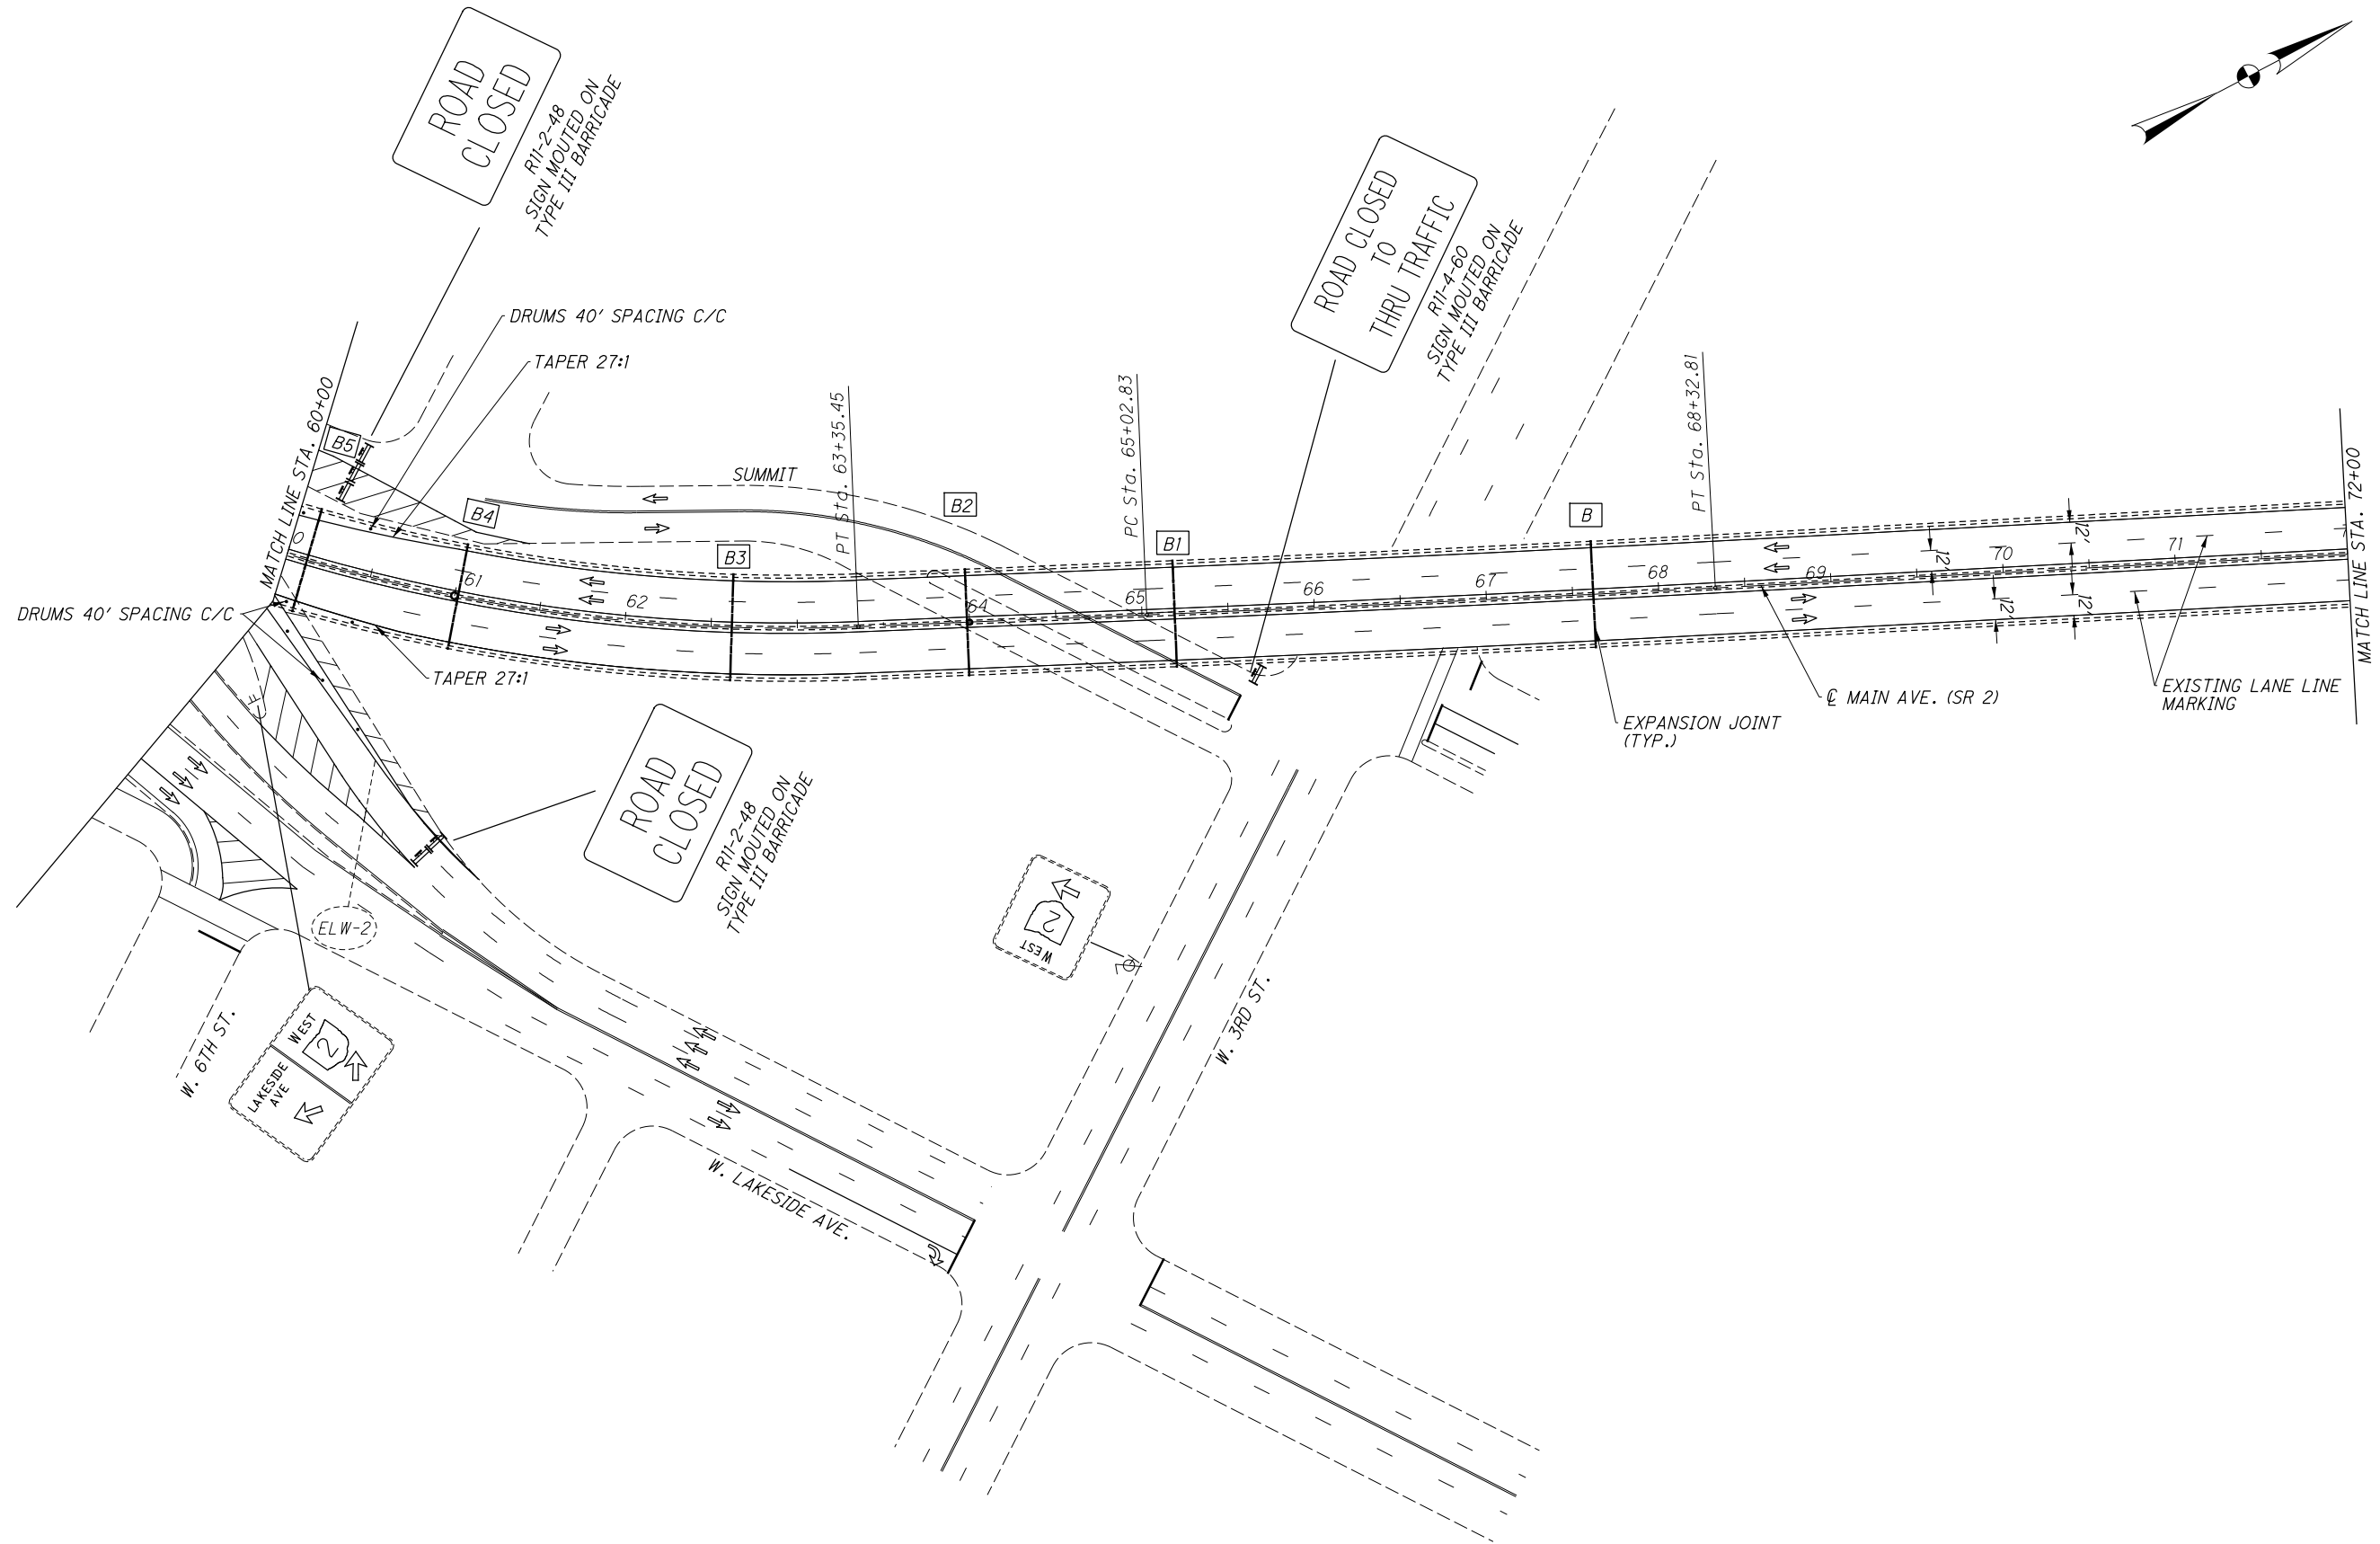 ROAD
CLOSED
R11-2-48
SIGN MOUTED ON
TYPE III BARRICADE
ROAD CLOSED
TO
THRU TRAFFIC
R11-4-60
SIGN MOUTED ON
TYPE III BARRICADE
DRUMS 40' SPACING C/C
TAPER 27:1
MATCH LINE STA. 60+00
B5
B4
SUMMIT
PT Sta. 63+35.45
B2
PC Sta. 65+02.83
B3
B1
B
PT Sta. 68+32.81
MATCH LINE STA. 72+00
0
61
62
64
65
66
67
68
69
70
71
12'
12'
12'
12'
DRUMS 40' SPACING C/C
TAPER 27:1
EXPANSION JOINT
(TYP.)
℄ MAIN AVE. (SR 2)
EXISTING LANE LINE
MARKING
ROAD
CLOSED
R11-2-48
SIGN MOUTED ON
TYPE III BARRICADE
ELW-2
WEST
2
WEST
2
LAKESIDE
AVE
W. 6TH ST.
W. 3RD ST.
W. LAKESIDE AVE.